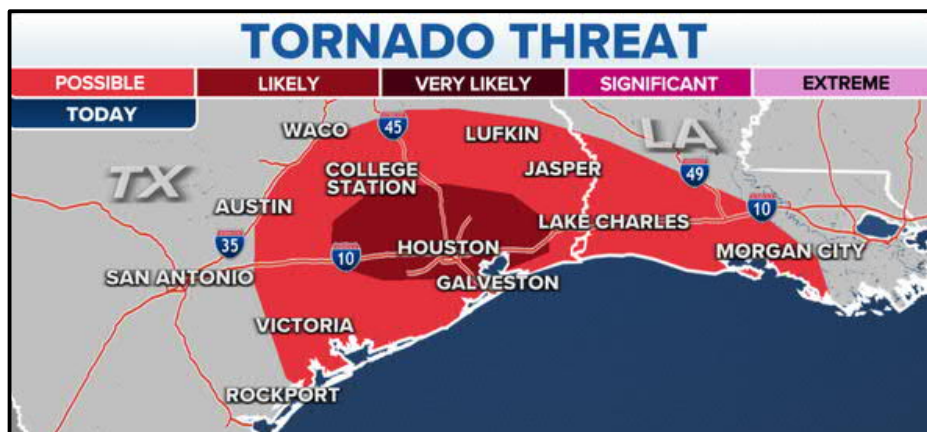 TORNADO THREAT
POSSIBLE LIKELY VERY LIKELY SIGNIFICANT EXTREME
TODAY
WACO 45 LUFKIN LA
TX COLLEGE STATION JASPER 49
AUSTIN LAKE CHARLES 10
35 10 HOUSTON MORGAN CITY
SAN ANTONIO GALVESTON
VICTORIA
ROCKPORT